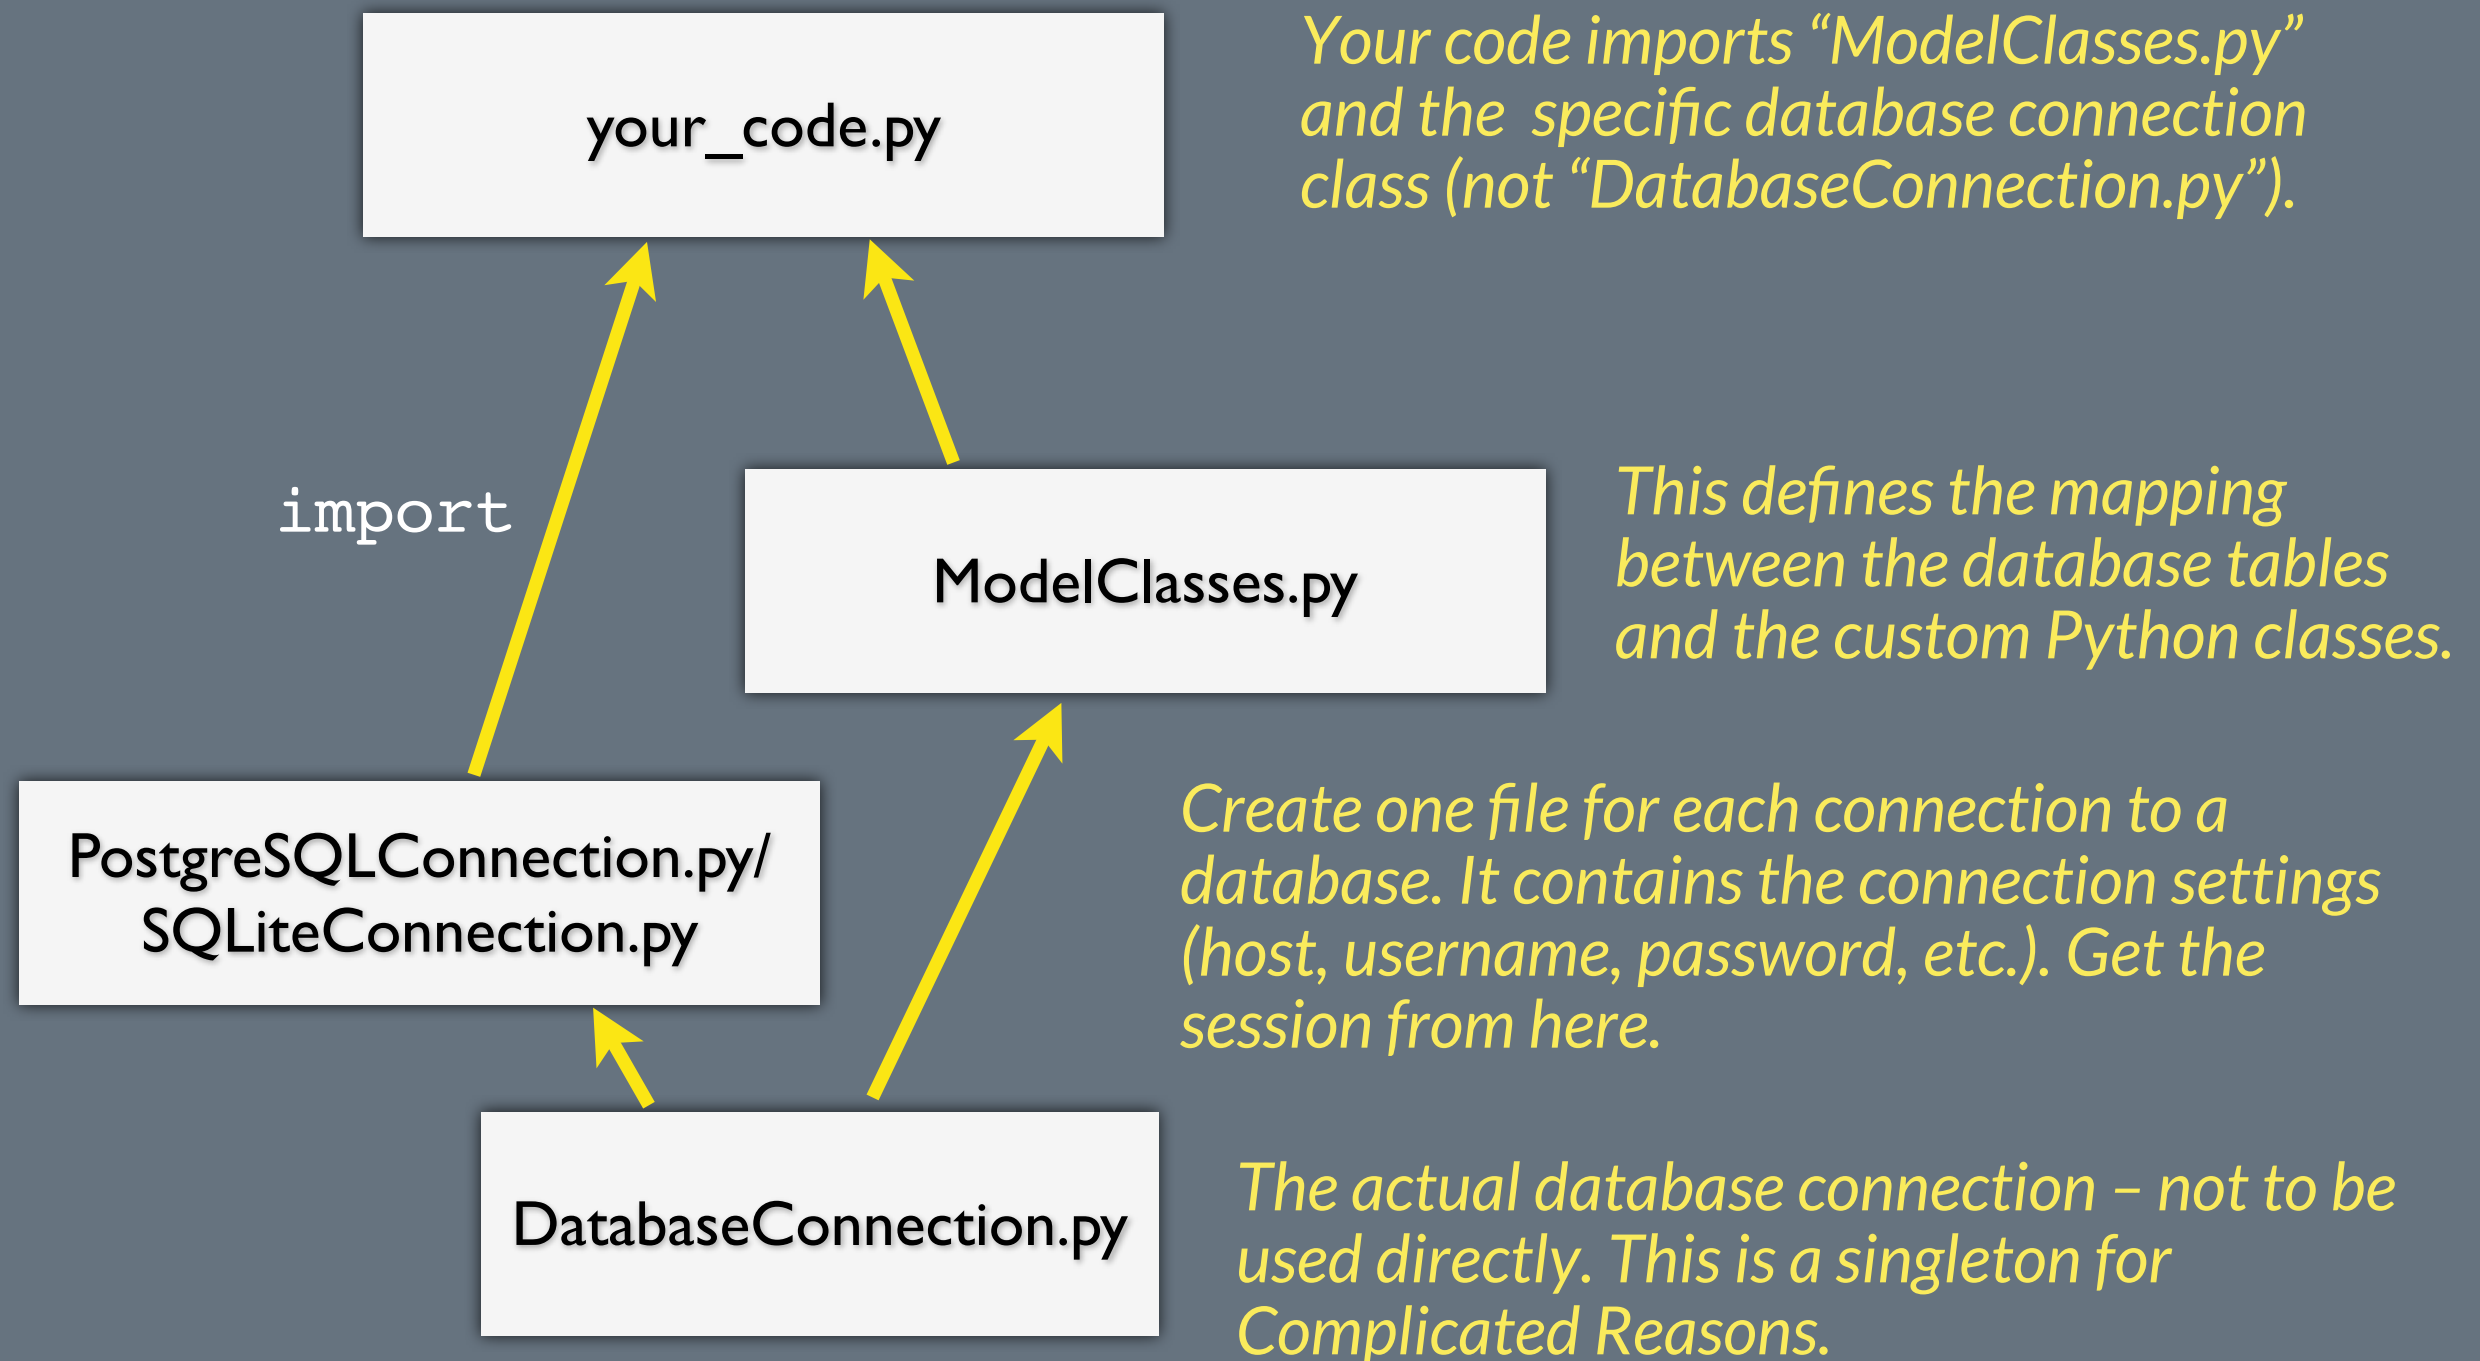 your_code.py
Your code imports “ModelClasses.py”
and the  specific database connection
class (not “DatabaseConnection.py”).
import
ModelClasses.py
This defines the mapping
between the database tables
and the custom Python classes.
PostgreSQLConnection.py/
SQLiteConnection.py
Create one file for each connection to a
database. It contains the connection settings
(host, username, password, etc.). Get the
session from here.
DatabaseConnection.py
The actual database connection – not to be
used directly. This is a singleton for
Complicated Reasons.